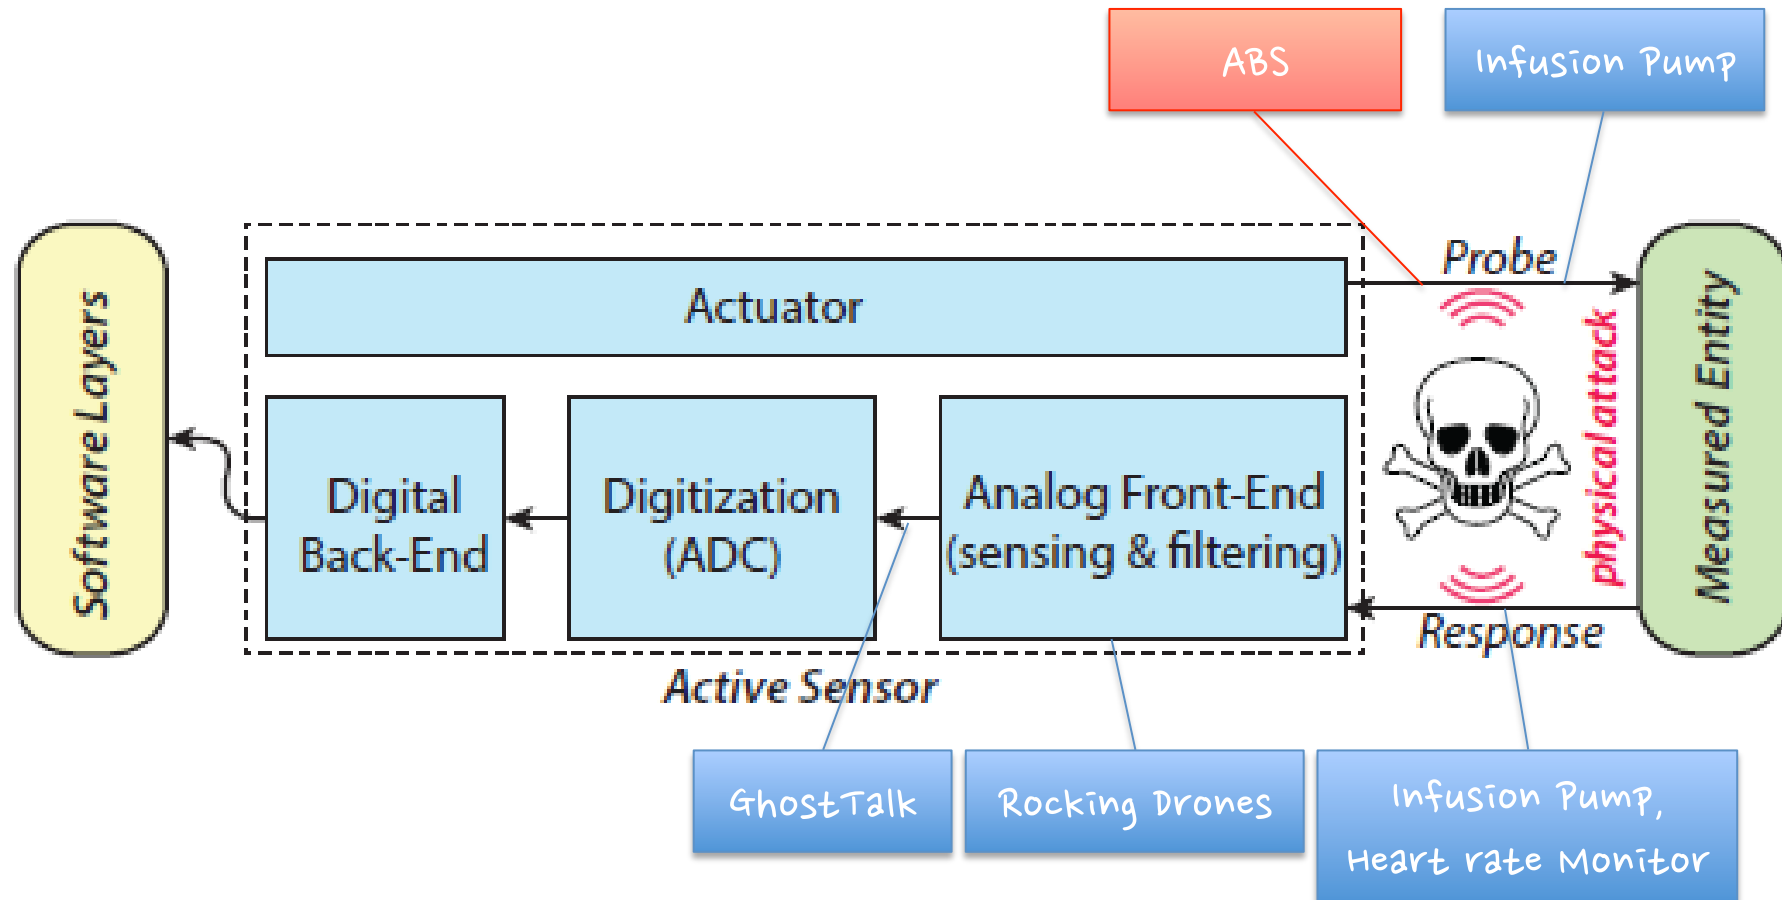 ABS
Infusion Pump
Probe
Actuator
Software Layers
physical attack
Measured Entity
Digital
Back-End
Digitization
(ADC)
Analog Front-End
(sensing & filtering)
Response
Active Sensor
GhostTalk
Rocking Drones
Infusion Pump,
Heart rate Monitor